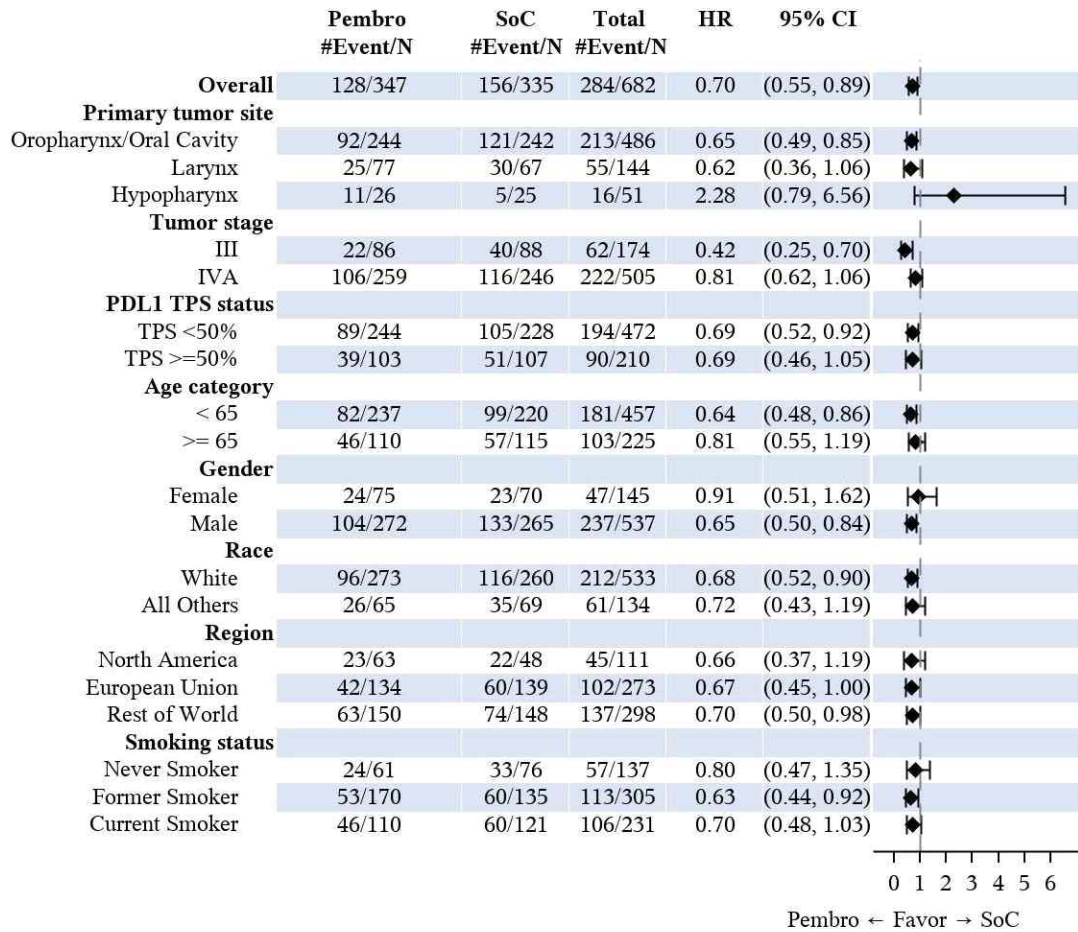 Pembro SoC Total HR 95% CI
#Event/N #Event/N #Event/N
Overall 128/347 156/335 284/682 0.70 (0.55, 0.89)
Primary tumor site
Oropharynx/Oral Cavity 92/244 121/242 213/486 0.65 (0.49, 0.85)
Larynx 25/77 30/67 55/144 0.62 (0.36, 1.06)
Hypopharynx 11/26 5/25 16/51 2.28 (0.79, 6.56)
Tumor stage
III 22/86 40/88 62/174 0.42 (0.25, 0.70)
IVA 106/259 116/246 222/505 0.81 (0.62, 1.06)
PDL1 TPS status
TPS <50% 89/244 105/228 194/472 0.69 (0.52, 0.92)
TPS >=50% 39/103 51/107 90/210 0.69 (0.46, 1.05)
Age category
< 65 82/237 99/220 181/457 0.64 (0.48, 0.86)
>= 65 46/110 57/115 103/225 0.81 (0.55, 1.19)
Gender
Female 24/75 23/70 47/145 0.91 (0.51, 1.62)
Male 104/272 133/265 237/537 0.65 (0.50, 0.84)
Race
White 96/273 116/260 212/533 0.68 (0.52, 0.90)
All Others 26/65 35/69 61/134 0.72 (0.43, 1.19)
Region
North America 23/63 22/48 45/111 0.66 (0.37, 1.19)
European Union 42/134 60/139 102/273 0.67 (0.45, 1.00)
Rest of World 63/150 74/148 137/298 0.70 (0.50, 0.98)
Smoking status
Never Smoker 24/61 33/76 57/137 0.80 (0.47, 1.35)
Former Smoker 53/170 60/135 113/305 0.63 (0.44, 0.92)
Current Smoker 46/110 60/121 106/231 0.70 (0.48, 1.03)
0 1 2 3 4 5 6
Pembro ← Favor → SoC